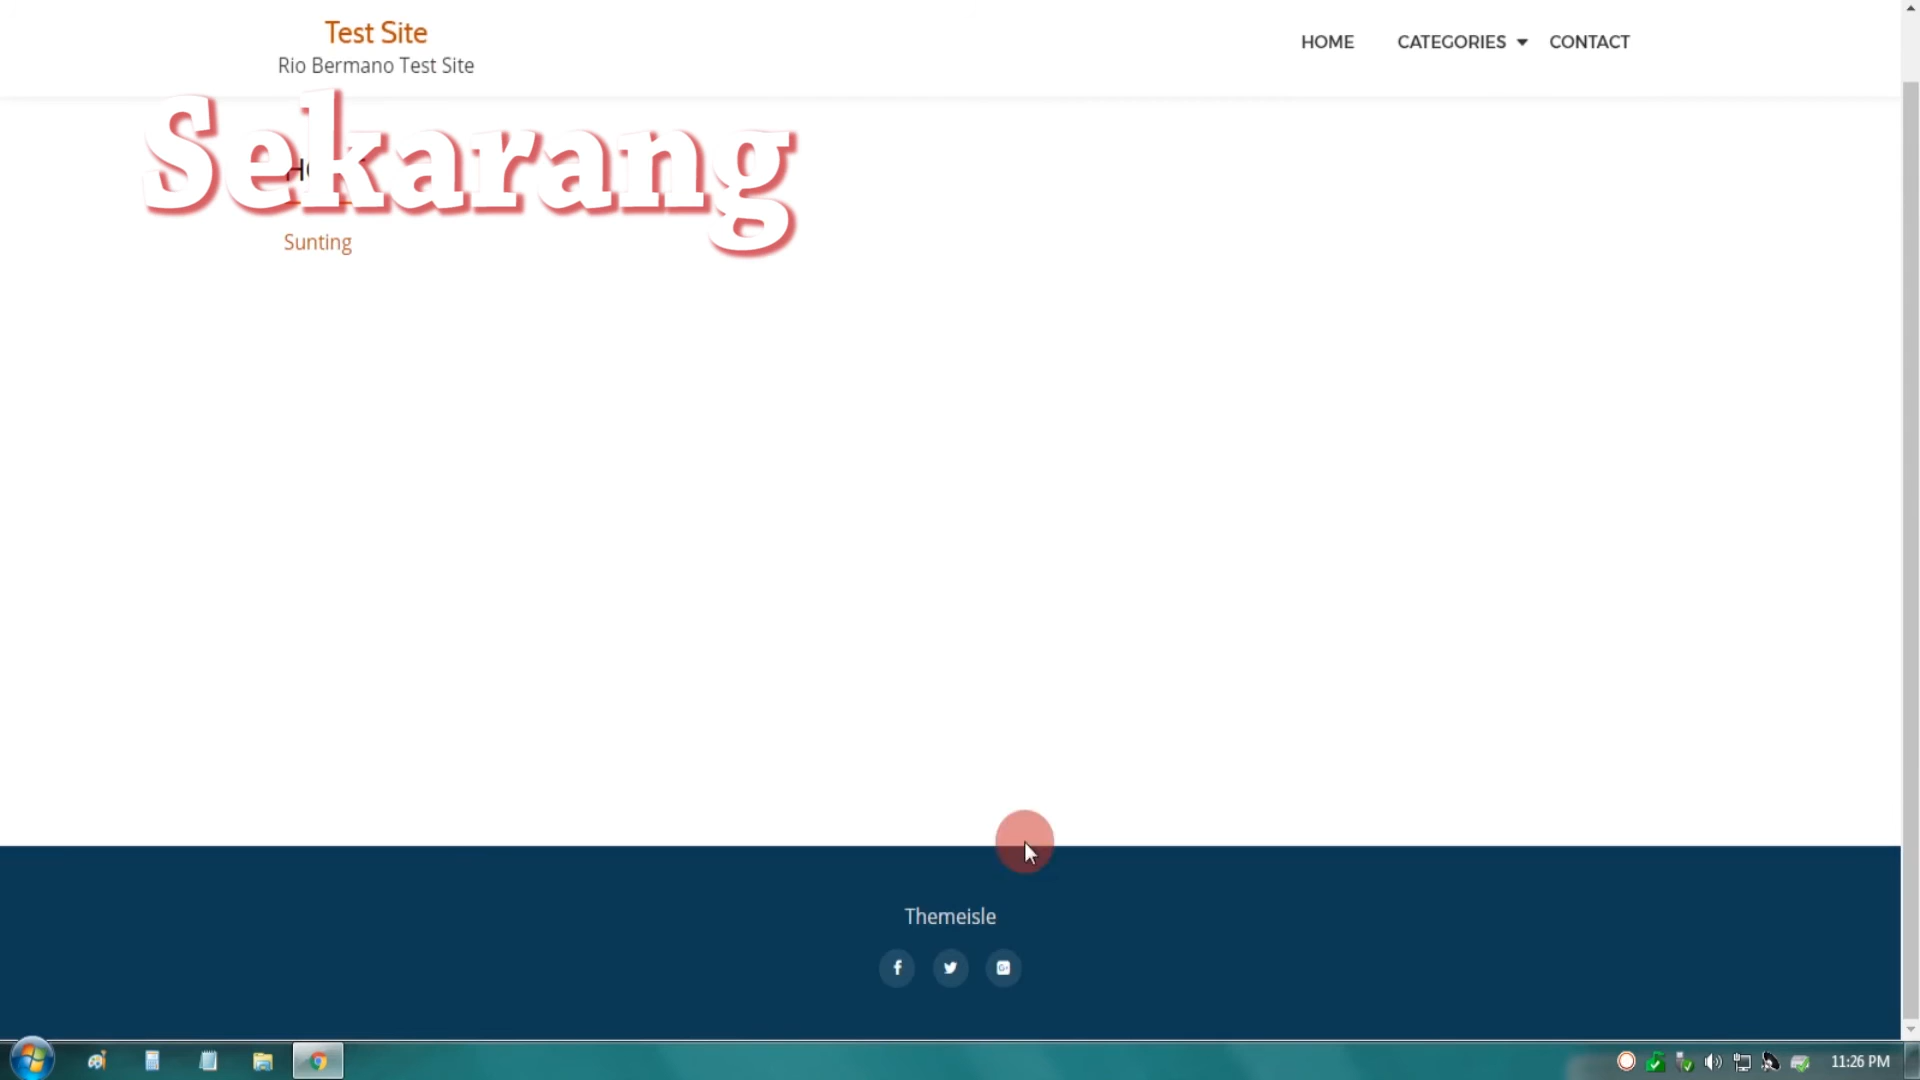 Test Site
Rio Bermano Test Site
HOME CATEGORIES CONTACT
Sekarang
Sunting
Themeisle
11:26 PM